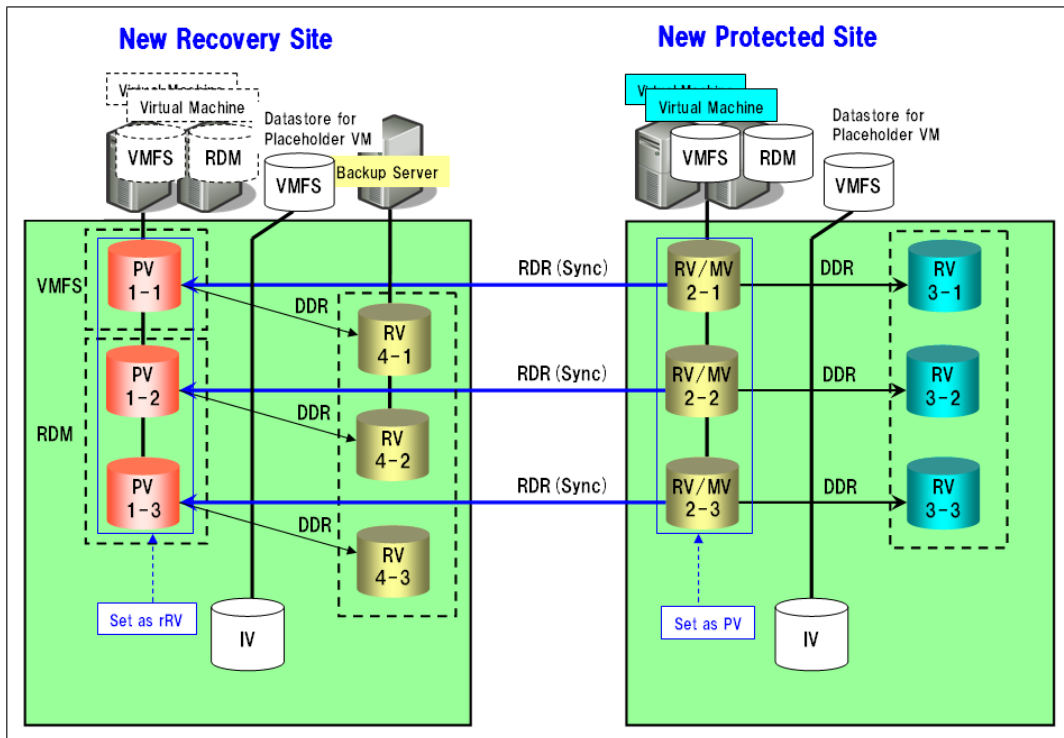 New Recovery Site
New Protected Site
Virtual Machine
Virtual Machine
VMFS
RDM
Datastore for
Placeholder VM
VMFS
Backup Server
Virtual Machine
Virtual Machine
VMFS
RDM
Datastore for
Placeholder VM
VMFS
VMFS
PV
1-1
DDR
RDR(Sync)
RV/MV
2-1
DDR
RV
3-1
RV
4-1
RDM
PV
1-2
DDR
RDR(Sync)
RV/MV
2-2
DDR
RV
3-2
RV
4-2
PV
1-3
DDR
RDR(Sync)
RV/MV
2-3
DDR
RV
3-3
RV
4-3
Set as rRV
IV
Set as PV
IV